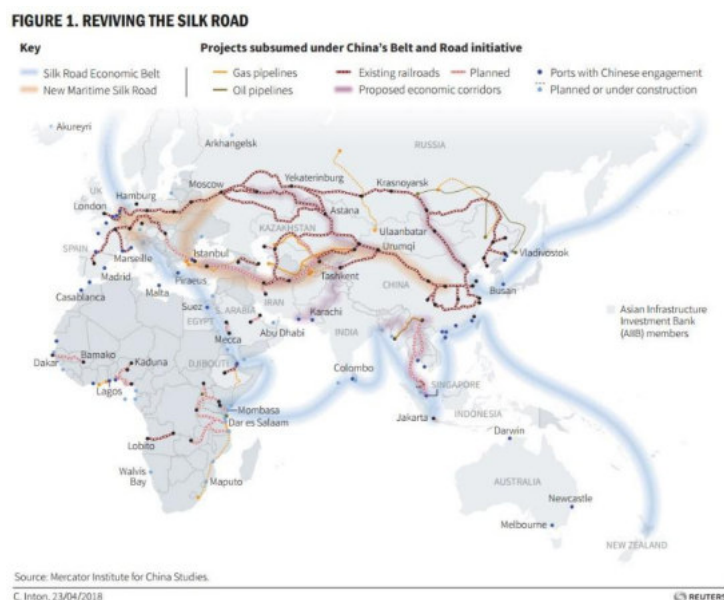 FIGURE 1. REVIVING THE SILK ROAD
Key
Projects subsumed under China's Belt and Road initiative
Silk Road Economic Belt
Gas pipelines
Existing railroads
Planned
Ports with Chinese engagement
New Maritime Silk Road
Oil pipelines
Proposed economic corridors
Planned or under construction
Akureyri
Arkhangelsk
RUSSIA
UK
Hamburg
Moscow
Yekaterinburg
Krasnoyarsk
London
Astana
KAZAKHSTAN
Ulaanbatar
SPAIN
Marseille
Istanbul
Urumqi
Vladivostok
Madrid
Piraeus
Tashkent
CHINA
Casablanca
Malta
IRAN
Busan
Suez
S. ARABIA
Karachi
EGYPT
Abu Dhabi
INDIA
Mecca
Asian Infrastructure
Investment Bank
(AIIB) members
Dakar
Bamako
Kaduna
DJIBOUTI
Colombo
Lagos
SINGAPORE
Mombasa
Jakarta
INDONESIA
Dar es Salaam
Darwin
Lobito
Walvis
Bay
Maputo
AUSTRALIA
Newcastle
Melbourne
NEW ZEALAND
Source: Mercator Institute for China Studies.
C. Inton, 23/04/2018
REUTERS